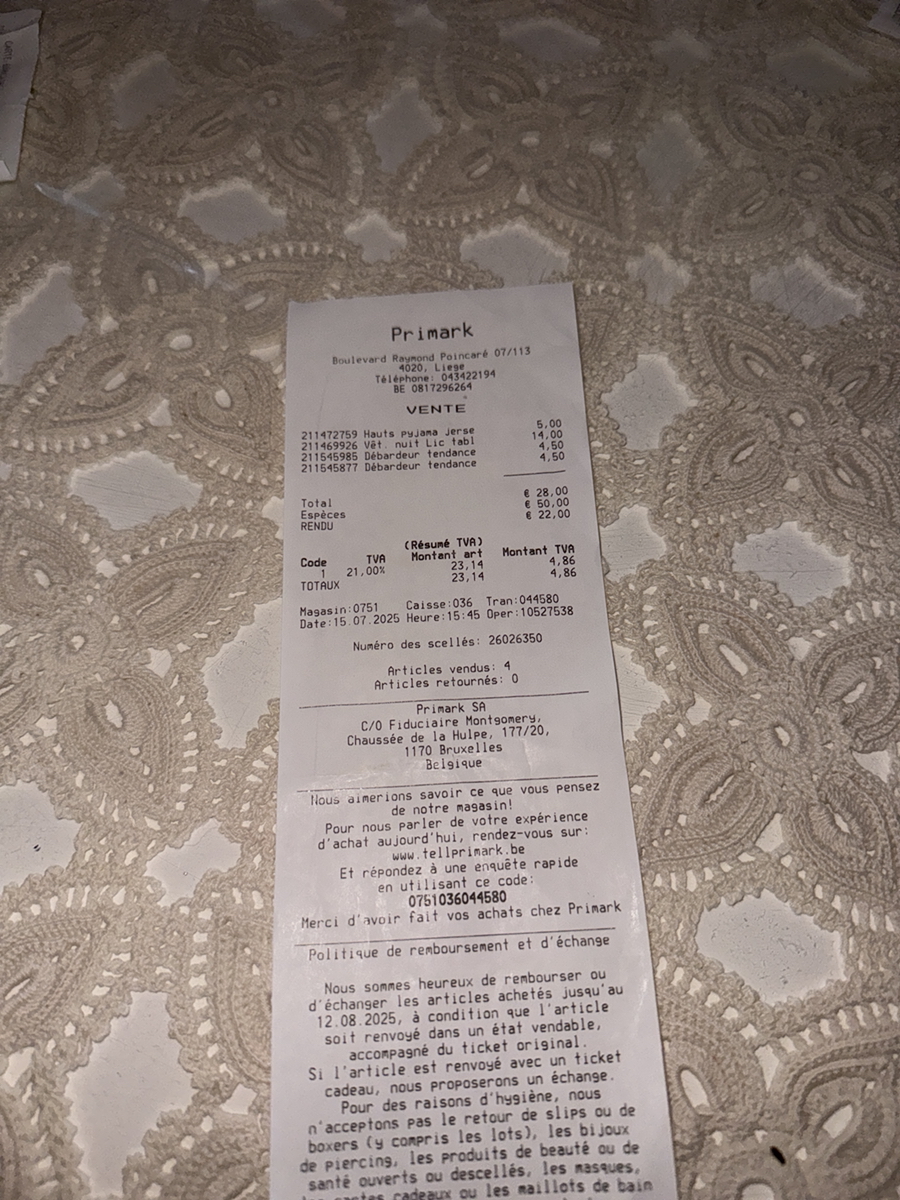 Primark
Boulevard Raymond Poincaré 07/113
4020, Liege
Téléphone: 043422194
BE 0817296264
VENTE
211472759 Hauts pyjama jerse 5,00
211469926 Vêt. nuit Lic tabl 14,00
211545985 Débardeur tendance 4,50
211545877 Débardeur tendance 4,50
Total € 28,00
Espèces € 50,00
RENDU € 22,00
(Résumé TVA)
Code TVA Montant art Montant TVA
1 21,00% 23,14 4,86
TOTAUX 23,14 4,86
Magasin:0751 Caisse:036 Tran:044580
Date:15.07.2025 Heure:15:45 Oper:10527538
Numéro des scellés: 26026350
Articles vendus: 4
Articles retournés: 0
Primark SA
C/O Fiduciaire Montgomery,
Chaussée de la Hulpe, 177/20,
1170 Bruxelles
Belgique
Nous aimerions savoir ce que vous pensez
de notre magasin!
Pour nous parler de votre expérience
d'achat aujourd'hui, rendez-vous sur:
www.tellprimark.be
Et répondez à une enquête rapide
en utilisant ce code:
0751036044580
Merci d'avoir fait vos achats chez Primark
Politique de remboursement et d'échange
Nous sommes heureux de rembourser ou
d'échanger les articles achetés jusqu'au
12.08.2025, à condition que l'article
soit renvoyé dans un état vendable,
accompagné du ticket original.
Si l'article est renvoyé avec un ticket
cadeau, nous proposerons un échange.
Pour des raisons d'hygiène, nous
n'acceptons pas le retour de slips ou de
boxers (y compris les lots), les bijoux
de piercing, les produits de beauté ou de
santé ouverts ou descellés, les masques,
cadeaux ou les maillots de bain